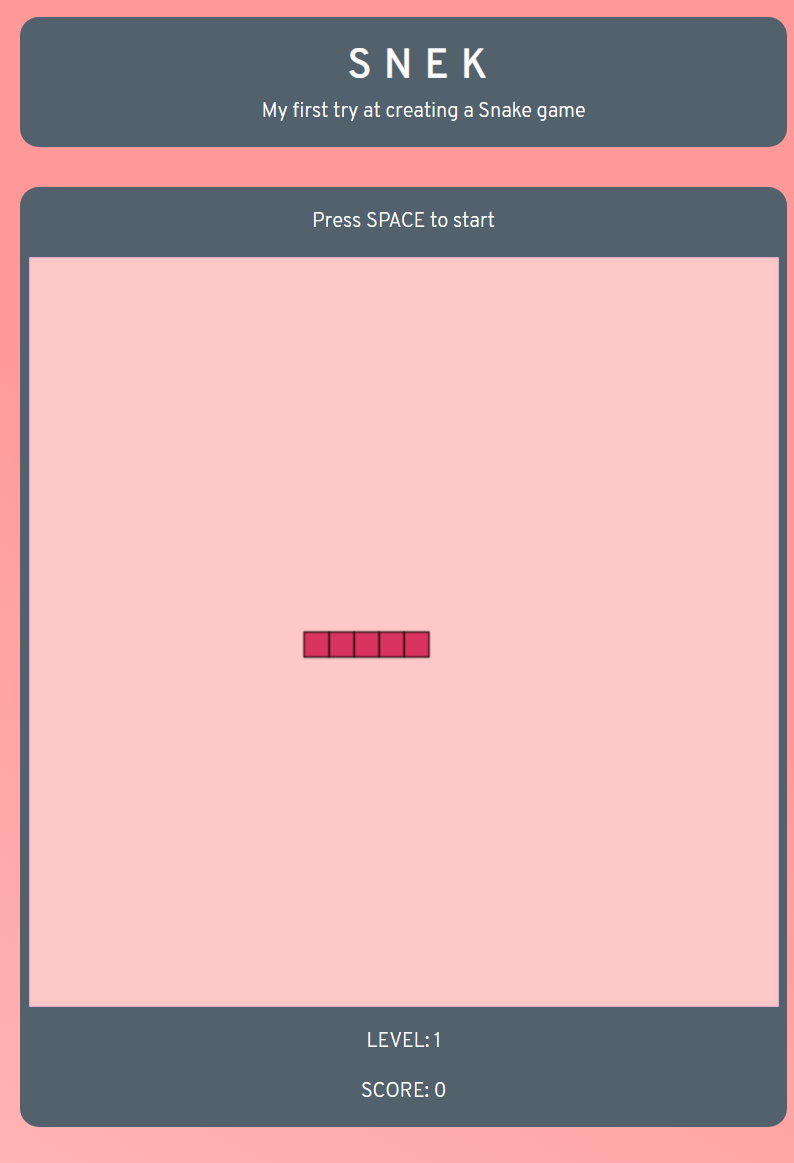 S N E K
My first try at creating a Snake game
Press SPACE to start
LEVEL: 1
SCORE: 0